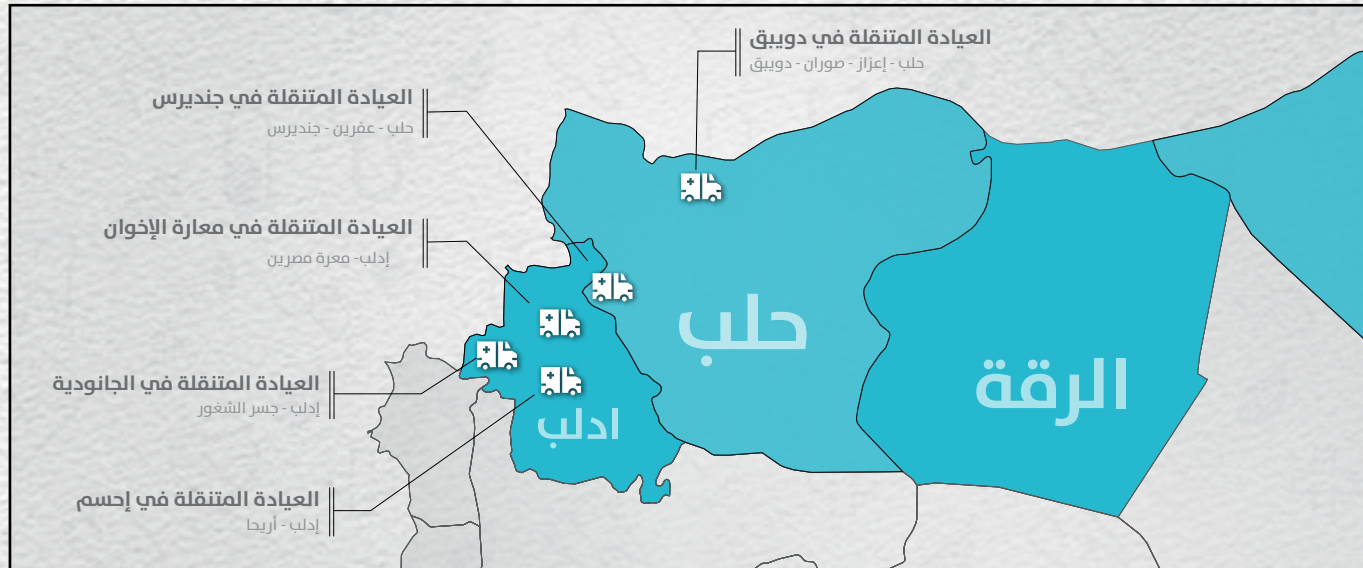 العيادة المتنقلة في دويبق
حلب - إعزاز - صوران - دويبق
العيادة المتنقلة في جنديرس
حلب - عفرين - جنديرس
العيادة المتنقلة في معارة الإخوان
إدلب- معرة مصرين
حلب
الرقة
العيادة المتنقلة في الجانودية
إدلب - جسر الشغور
ادلب
العيادة المتنقلة في إحسم
إدلب - أريحا